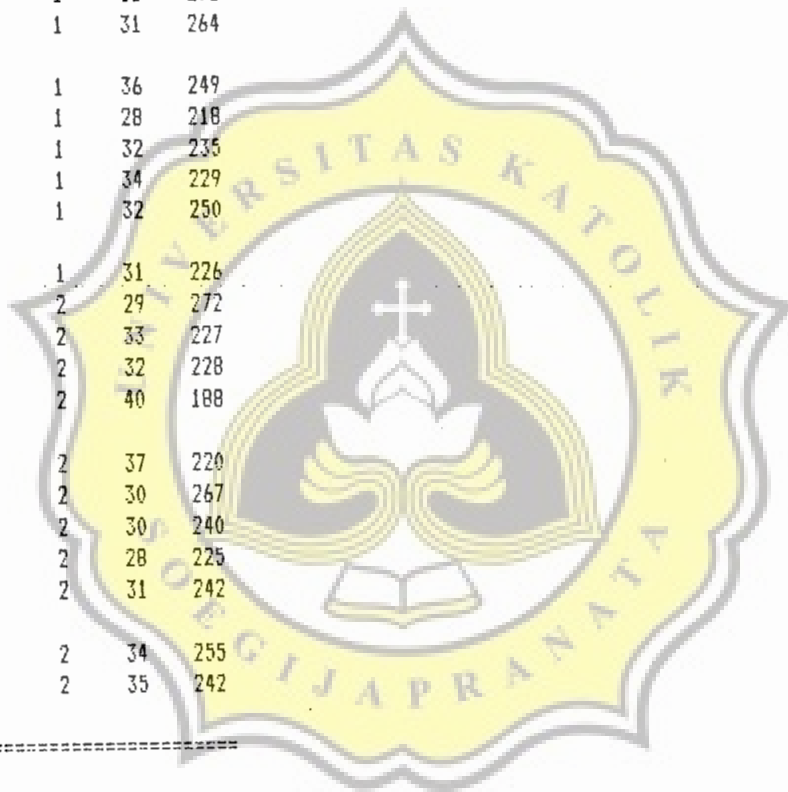 1 31 264
1 36 249
1 28 218
1 32 235
1 34 229
1 32 250
1 31 226
2 29 272
2 33 227
2 32 228
2 40 188
2 37 220
2 30 267
2 30 240
2 28 225
2 31 242
2 34 255
2 35 242
======================
UNIVERSITAS KATOLIK
SOEGIJAPRANATA